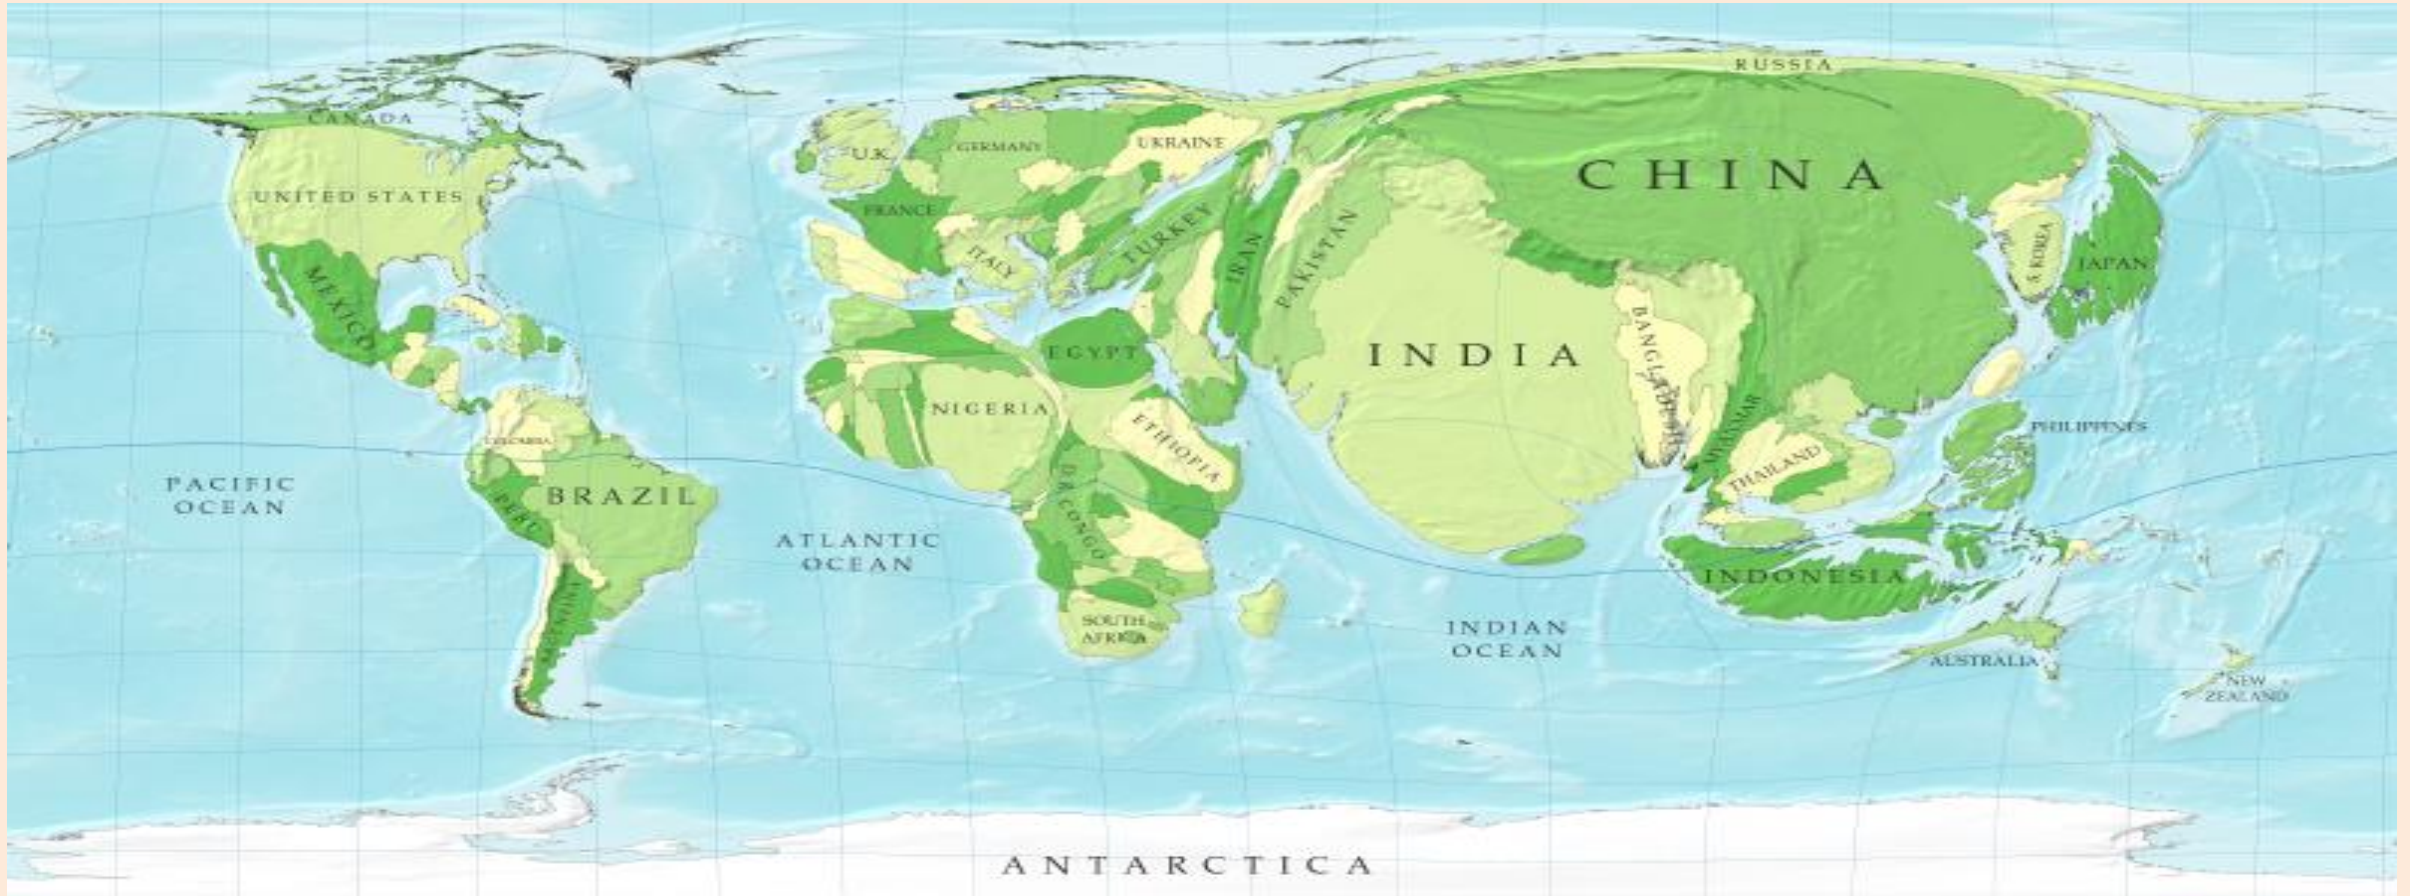 RUSSIA
CANADA
U.K.
GERMANY
UKRAINE
CHINA
UNITED STATES
FRANCE
TURKEY
ITALY
IRAN
PAKISTAN
S. KOREA
JAPAN
MEXICO
EGYPT
INDIA
BANGLADESH
NIGERIA
ETHIOPIA
MYANMAR
PHILIPPINES
COLOMBIA
THAILAND
PACIFIC
OCEAN
PERU
BRAZIL
D.R. CONGO
ATLANTIC
OCEAN
INDONESIA
ARGENTINA
SOUTH
AFRICA
INDIAN
OCEAN
AUSTRALIA
NEW
ZEALAND
ANTARCTICA